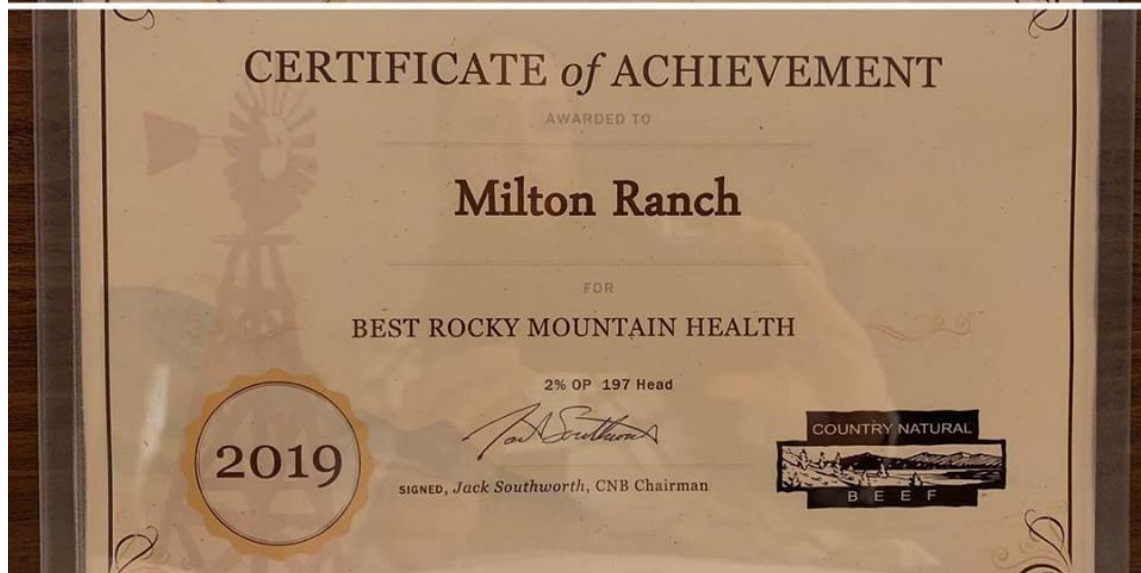 CERTIFICATE of ACHIEVEMENT
AWARDED TO
Milton Ranch
FOR
BEST ROCKY MOUNTAIN HEALTH
2% OP 197 Head
2019
SIGNED, Jack Southworth, CNB Chairman
COUNTRY NATURAL
BEEF